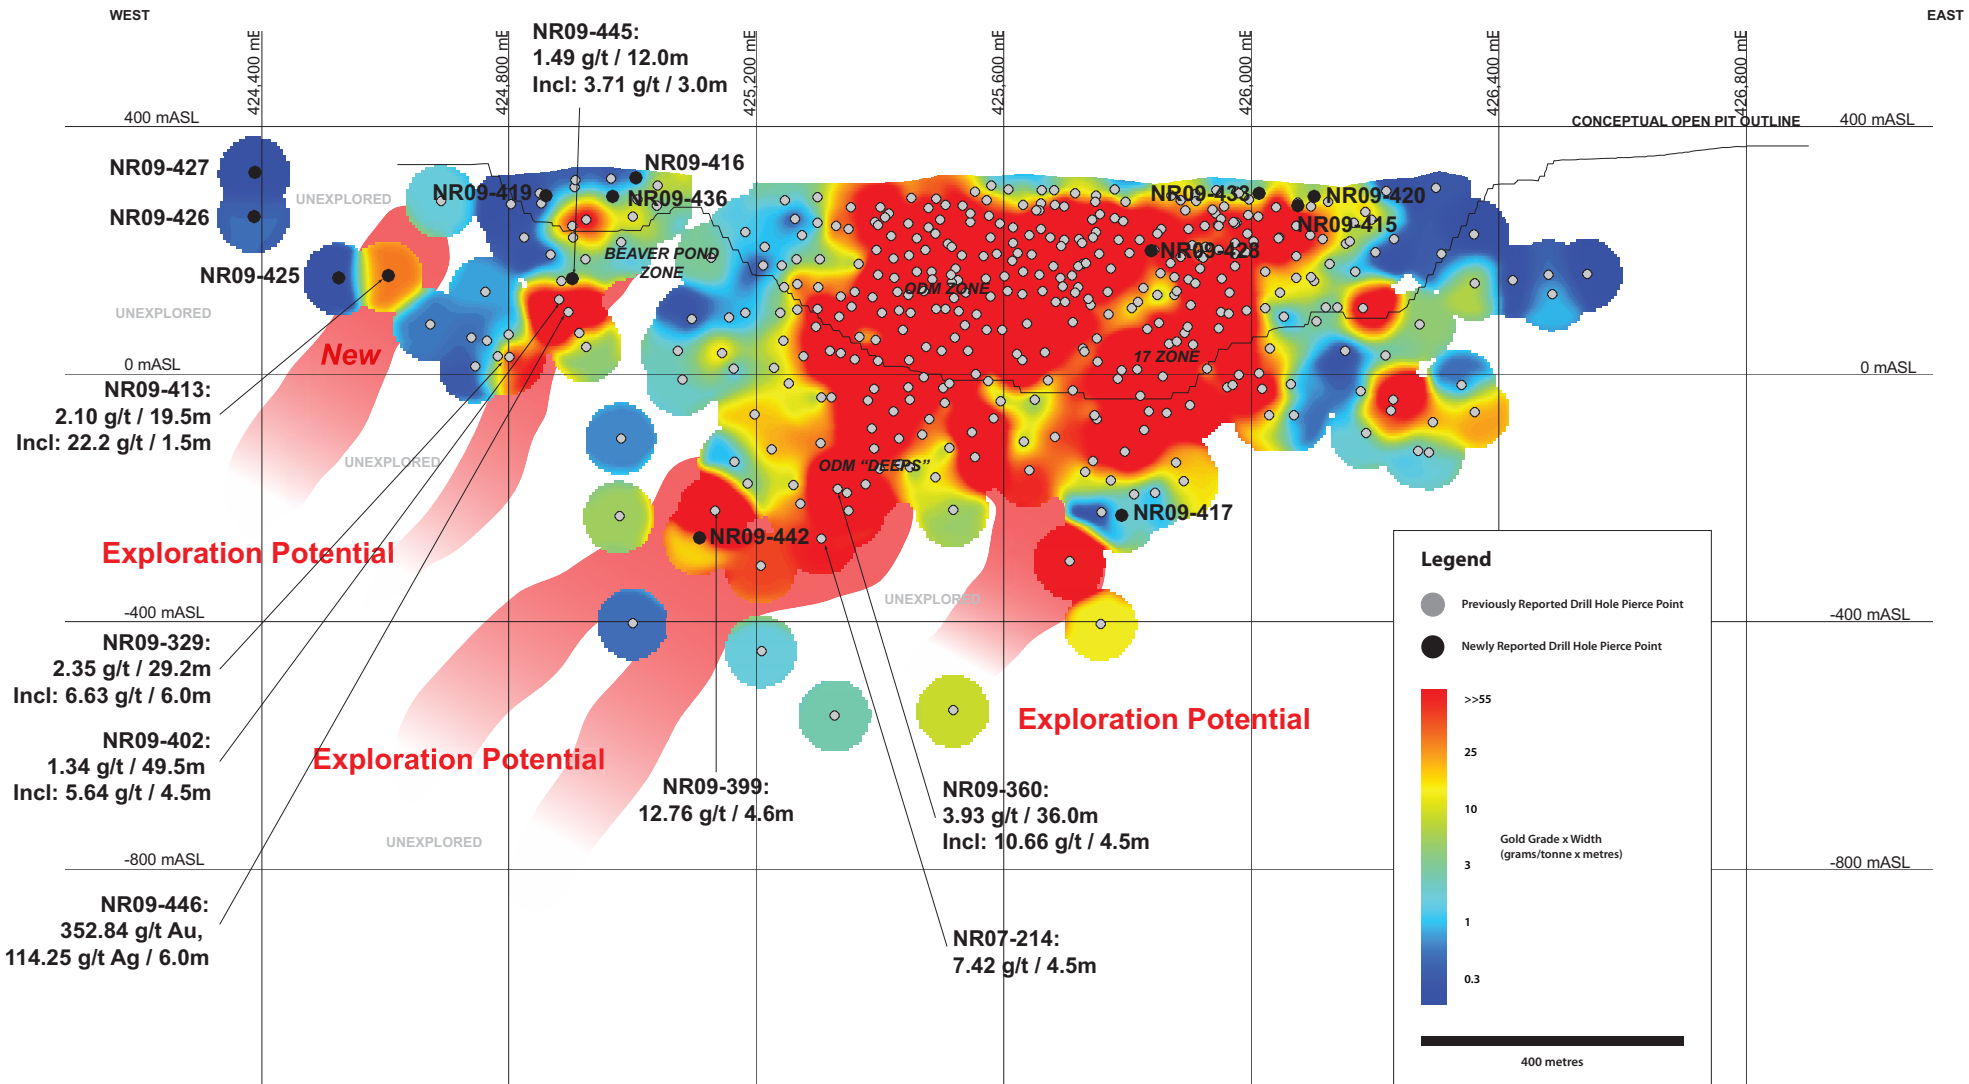 WEST
EAST
424,400 mE
424,800 mE
425,200 mE
425,600 mE
426,000 mE
426,400 mE
426,800 mE
NR09-445:
1.49 g/t / 12.0m
Incl: 3.71 g/t / 3.0m
400 mASL
CONCEPTUAL OPEN PIT OUTLINE
400 mASL
NR09-427
NR09-426
UNEXPLORED
NR09-419
NR09-416
NR09-436
NR09-433
NR09-420
NR09-415
NR09-428
NR09-425
BEAVER POND
ZONE
ODM ZONE
UNEXPLORED
New
17 ZONE
0 mASL
0 mASL
NR09-413:
2.10 g/t / 19.5m
Incl: 22.2 g/t / 1.5m
UNEXPLORED
ODM "DEEPS"
NR09-417
NR09-442
Exploration Potential
UNEXPLORED
-400 mASL
-400 mASL
NR09-329:
2.35 g/t / 29.2m
Incl: 6.63 g/t / 6.0m
NR09-402:
1.34 g/t / 49.5m
Incl: 5.64 g/t / 4.5m
Exploration Potential
Exploration Potential
NR09-399:
12.76 g/t / 4.6m
NR09-360:
3.93 g/t / 36.0m
Incl: 10.66 g/t / 4.5m
UNEXPLORED
-800 mASL
-800 mASL
NR09-446:
352.84 g/t Au,
114.25 g/t Ag / 6.0m
NR07-214:
7.42 g/t / 4.5m
Legend
Previously Reported Drill Hole Pierce Point
Newly Reported Drill Hole Pierce Point
>>55
25
10
3
1
0.3
Gold Grade x Width
(grams/tonne x metres)
400 metres